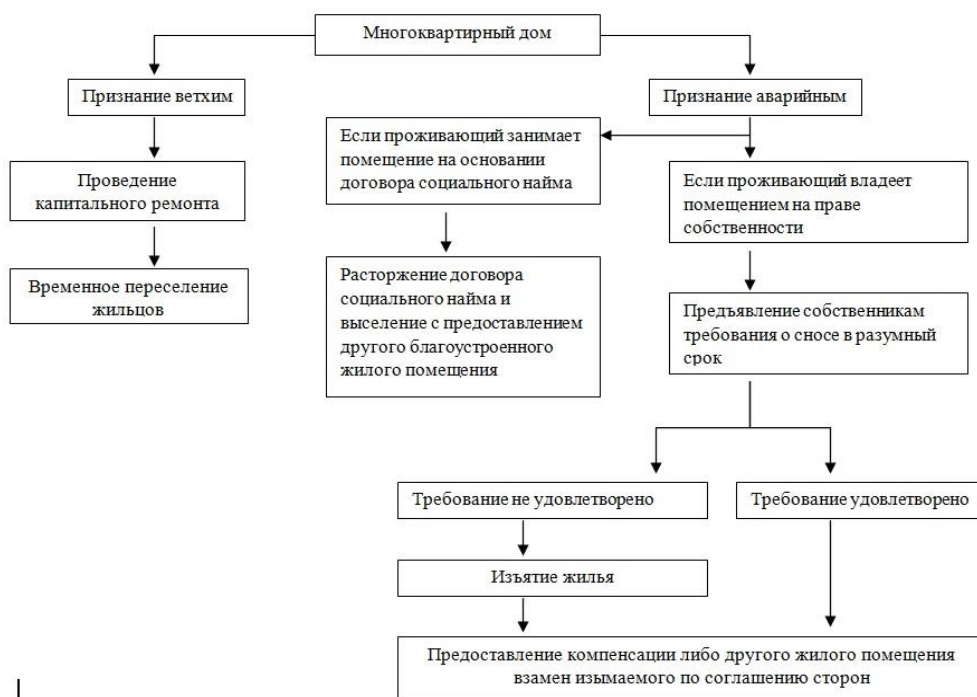 Многоквартирный дом
Признание ветхим
Признание аварийным
Проведение
капитального ремонта
Временное переселение
жильцов
Если проживающий занимает
помещение на основании
договора социального найма
Расторжение договора
социального найма и
выселение с предоставлением
другого благоустроенного
жилого помещения
Если проживающий владеет
помещением на праве
собственности
Предъявление собственникам
требования о сносе в разумный
срок
Требование не удовлетворено
Требование удовлетворено
Изъятие жилья
Предоставление компенсации либо другого жилого помещения
взамен изымаемого по соглашению сторон